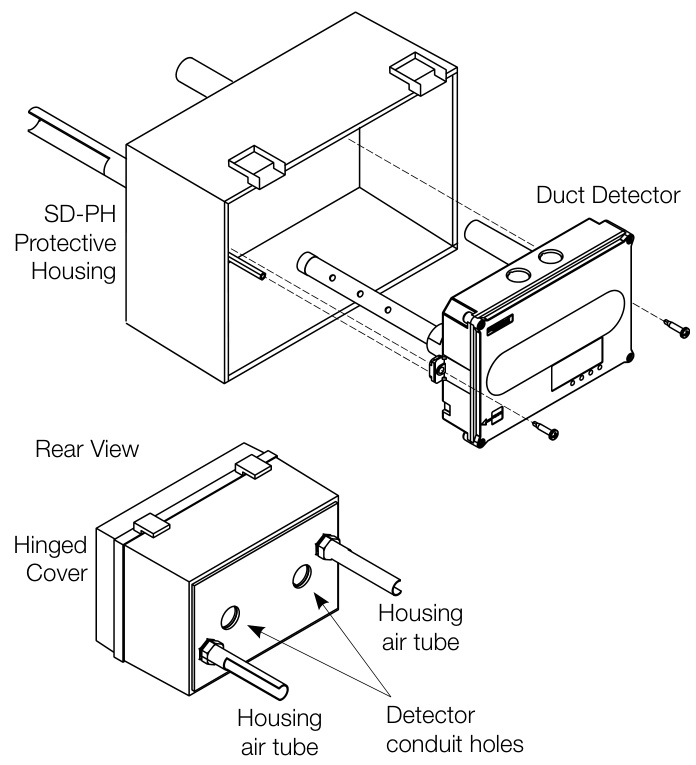 Duct Detector
SD-PH
Protective
Housing
Rear View
Hinged
Cover
Housing
air tube
Housing
air tube
Detector
conduit holes